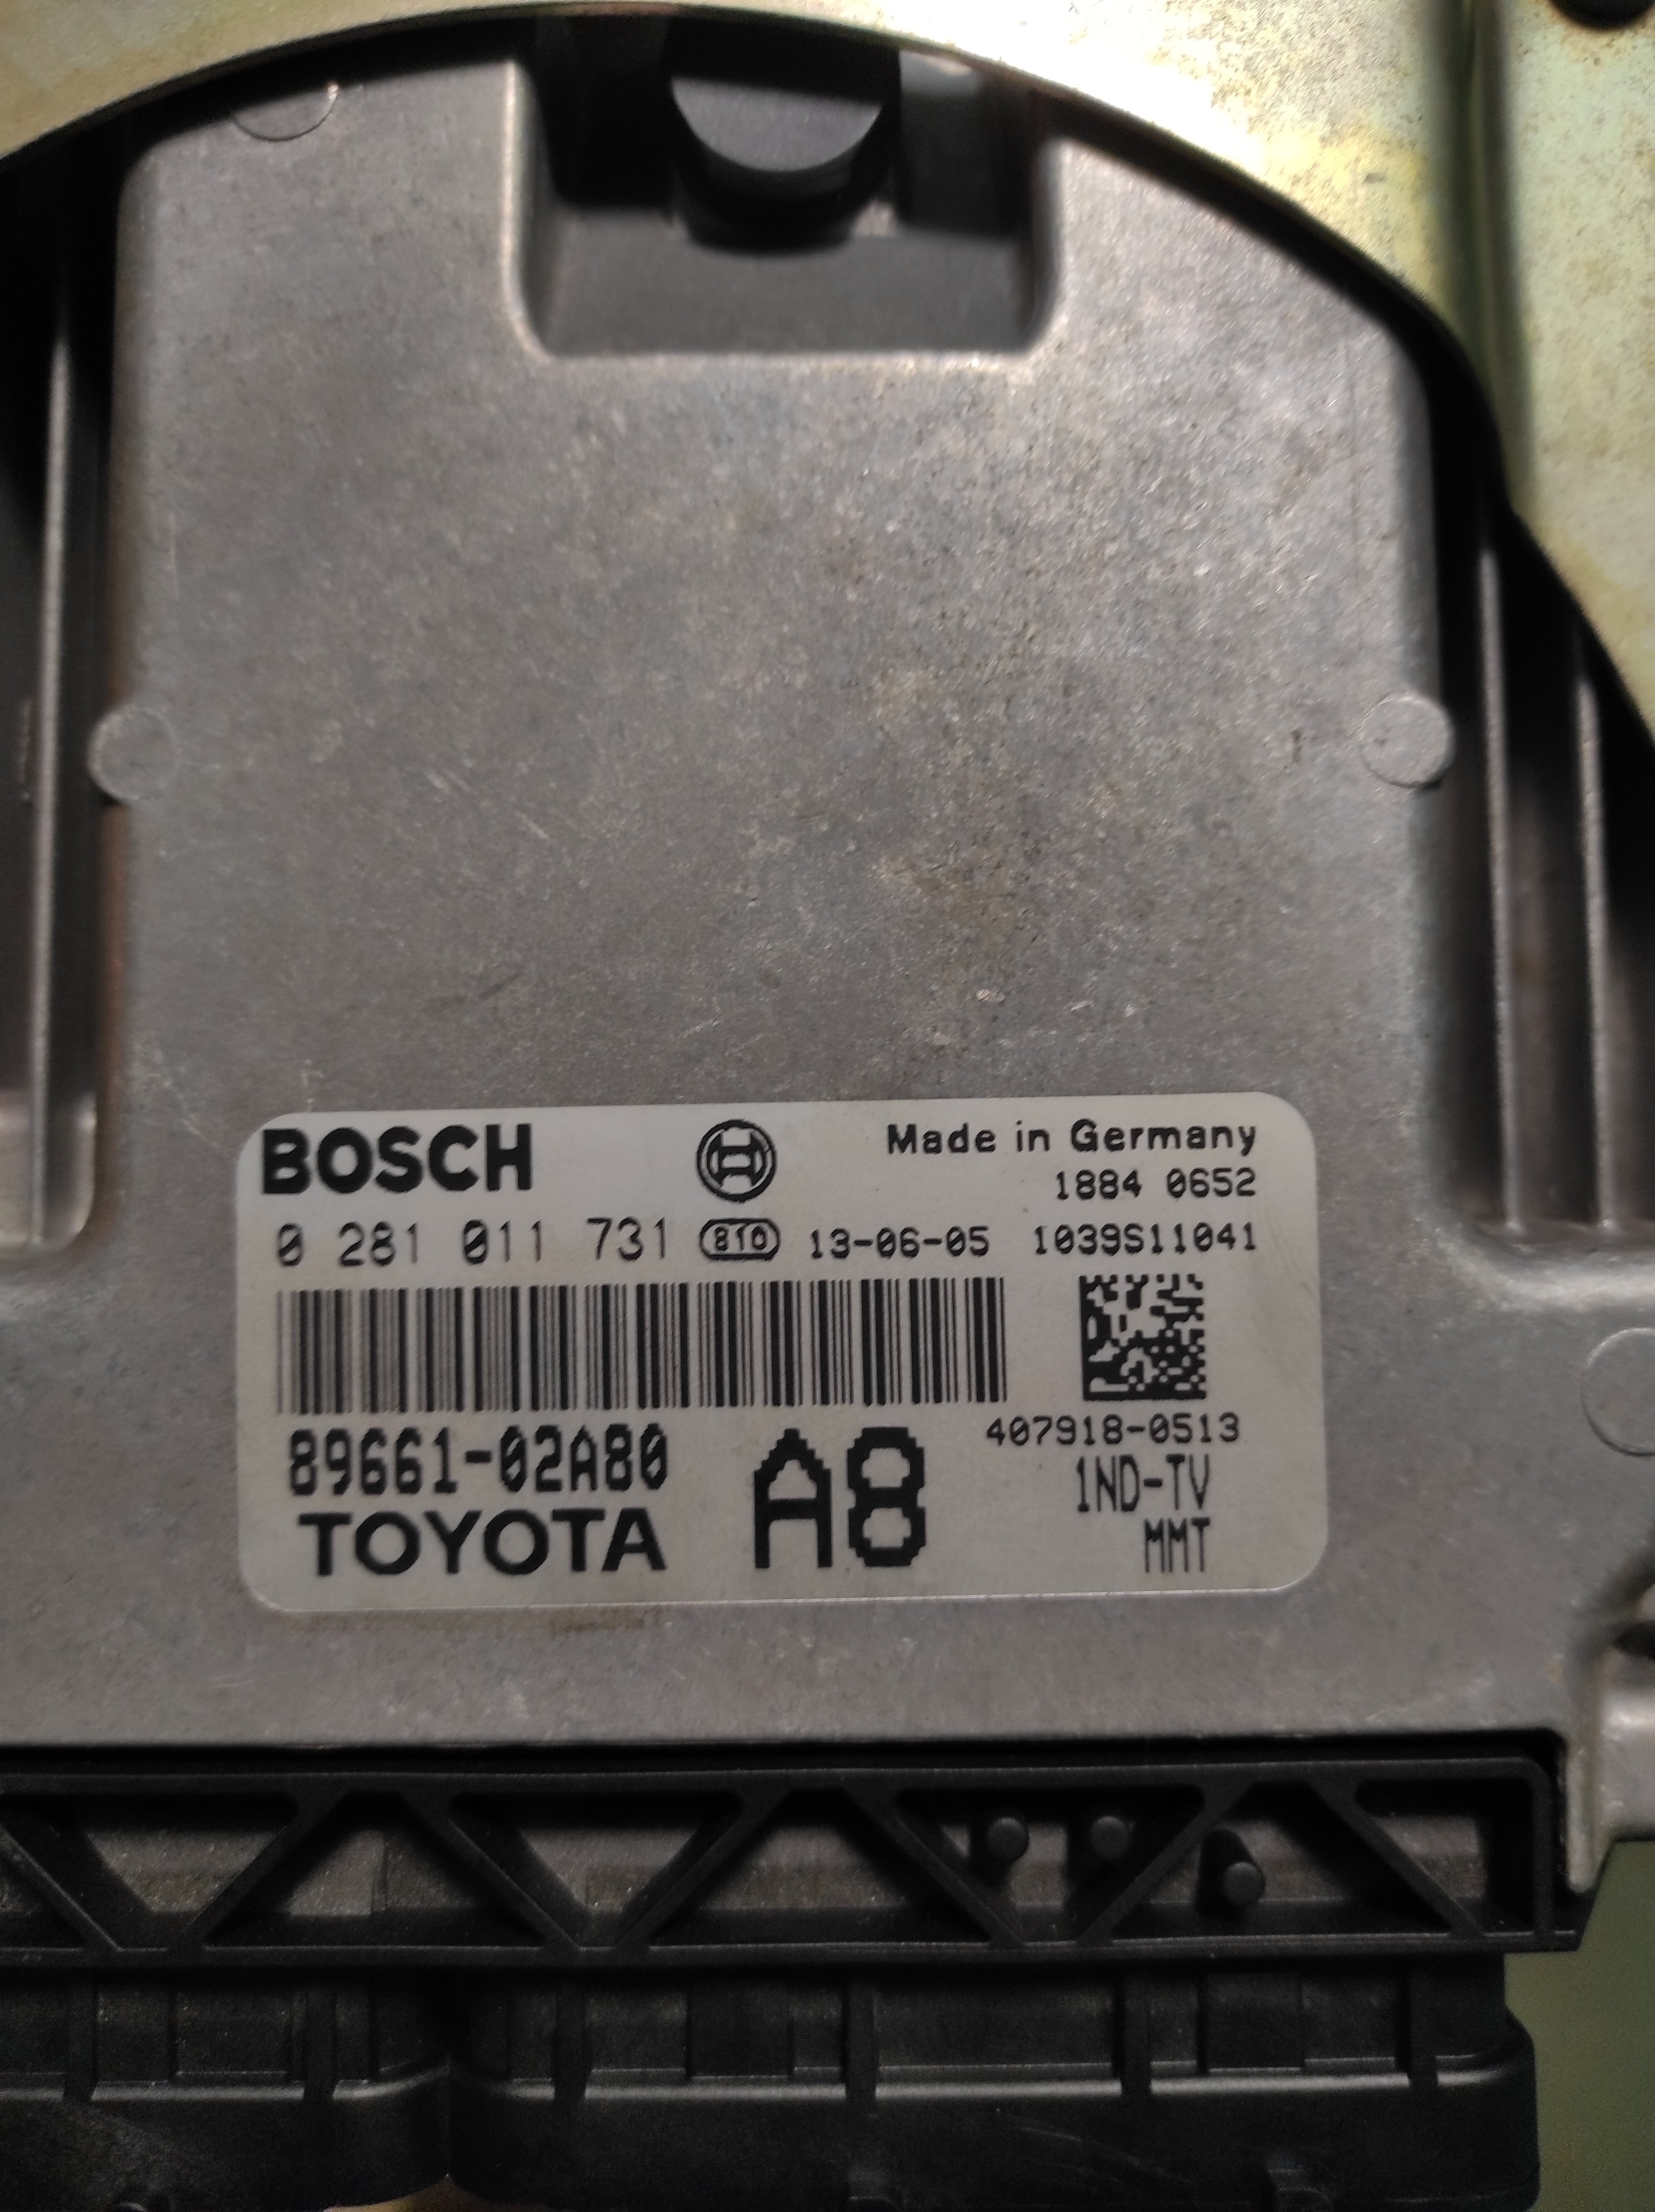 BOSCH
Made in Germany
1884 0652
0 281 011 731 810 13-06-05 1039S11041
407918-0513
89661-02A80
A8
1ND-TV
TOYOTA
MMT